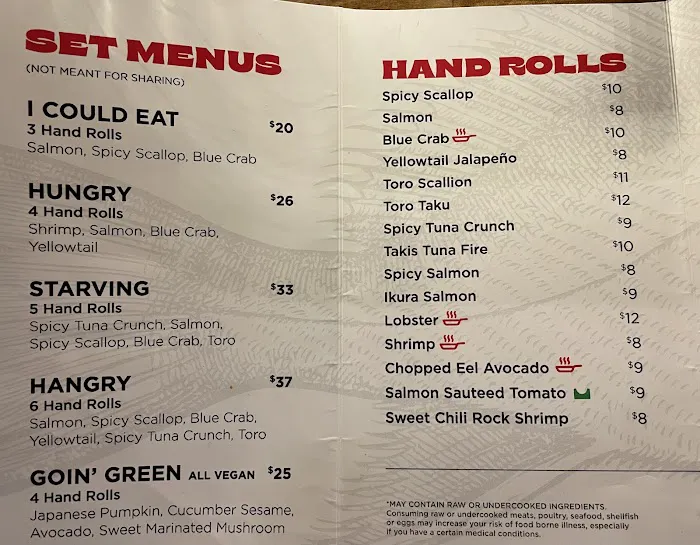 SET MENUS
(NOT MEANT FOR SHARING)
I COULD EAT $20
3 Hand Rolls
Salmon, Spicy Scallop, Blue Crab
HUNGRY $26
4 Hand Rolls
Shrimp, Salmon, Blue Crab,
Yellowtail
STARVING $33
5 Hand Rolls
Spicy Tuna Crunch, Salmon,
Spicy Scallop, Blue Crab, Toro
HANGRY $37
6 Hand Rolls
Salmon, Spicy Scallop, Blue Crab,
Yellowtail, Spicy Tuna Crunch, Toro
GOIN' GREEN ALL VEGAN $25
4 Hand Rolls
Japanese Pumpkin, Cucumber Sesame,
Avocado, Sweet Marinated Mushroom
HAND ROLLS
Spicy Scallop $10
Salmon $8
Blue Crab $10
Yellowtail Jalapeño $8
Toro Scallion $11
Toro Taku $12
Spicy Tuna Crunch $9
Takis Tuna Fire $10
Spicy Salmon $8
Ikura Salmon $9
Lobster $12
Shrimp $8
Chopped Eel Avocado $9
Salmon Sauteed Tomato $9
Sweet Chili Rock Shrimp $8
*MAY CONTAIN RAW OR UNDERCOOKED INGREDIENTS.
Consuming raw or undercooked meats, poultry, seafood, shellfish
or eggs may increase your risk of food borne illness, especially
if you have a certain medical conditions.